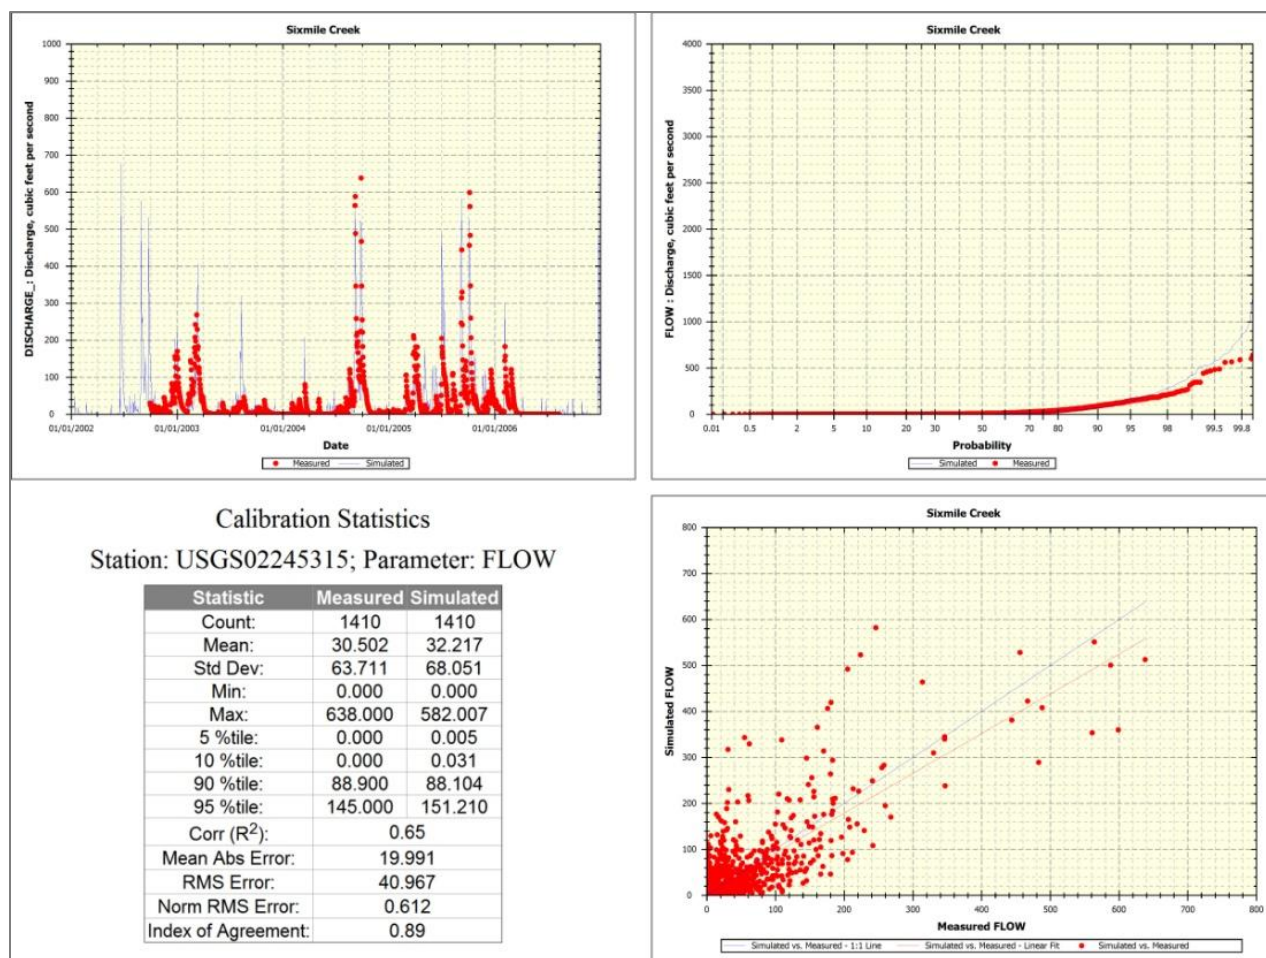 Sixmile Creek
1000
900
800
700
600
500
400
300
200
100
0
DISCHARGE_: Discharge, cubic feet per second
01/01/2002 01/01/2003 01/01/2004 01/01/2005 01/01/2006
Date
Measured Simulated
Sixmile Creek
4000
3500
3000
2500
2000
1500
1000
500
0
FLOW : Discharge, cubic feet per second
0.01 0.5 2 5 10 20 30 50 70 80 90 95 98 99.5 99.8
Probability
Simulated Measured
Calibration Statistics
Station: USGS02245315; Parameter: FLOW
Statistic Measured Simulated
Count: 1410 1410
Mean: 30.502 32.217
Std Dev: 63.711 68.051
Min: 0.000 0.000
Max: 638.000 582.007
5 %tile: 0.000 0.005
10 %tile: 0.000 0.031
90 %tile: 88.900 88.104
95 %tile: 145.000 151.210
Corr (R²): 0.65
Mean Abs Error: 19.991
RMS Error: 40.967
Norm RMS Error: 0.612
Index of Agreement: 0.89
Sixmile Creek
800
700
600
500
400
300
200
100
0
Simulated FLOW
0 100 200 300 400 500 600 700 800
Measured FLOW
Simulated vs. Measured - 1:1 Line Simulated vs. Measured - Linear Fit Simulated vs. Measured